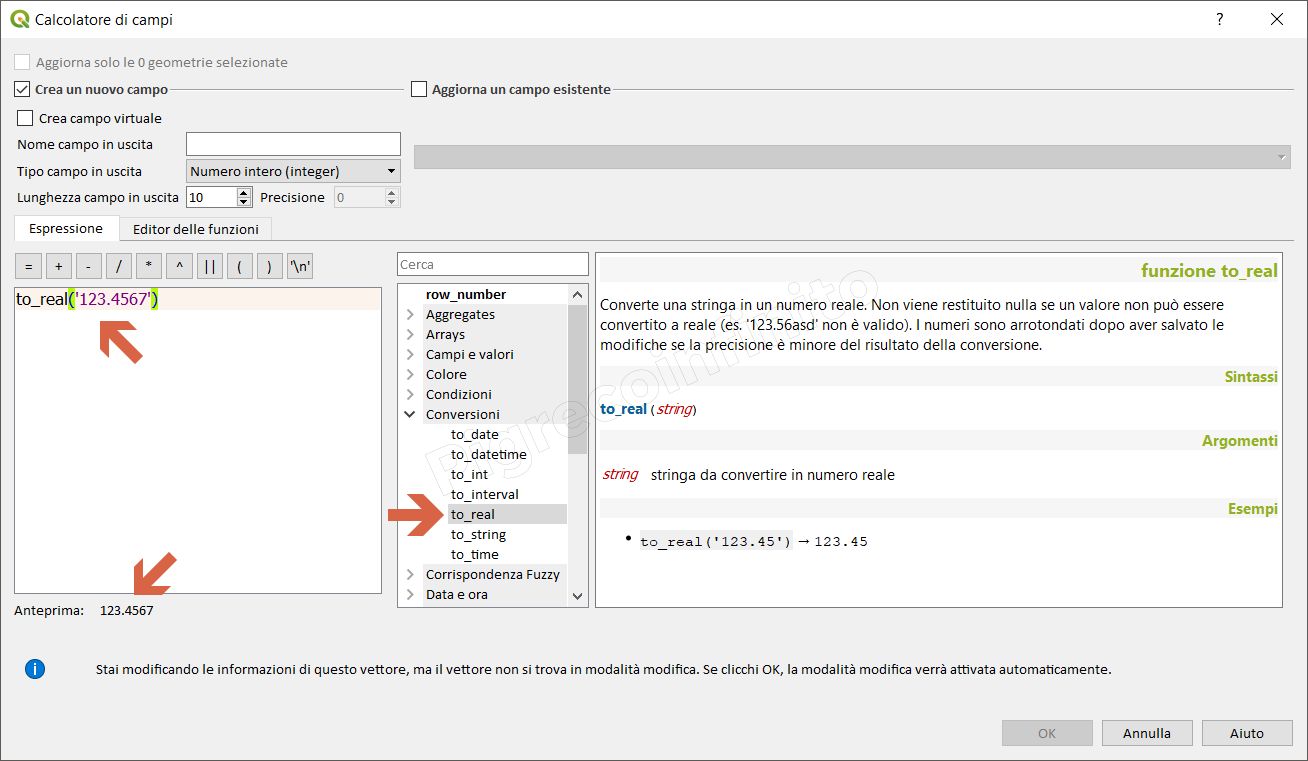 Calcolatore di campi
?
Aggiorna solo le 0 geometrie selezionate
Crea un nuovo campo
Aggiorna un campo esistente
Crea campo virtuale
Nome campo in uscita
Tipo campo in uscita Numero intero (integer)
Lunghezza campo in uscita 10 Precisione 0
Espressione Editor delle funzioni
= + - / * ^ || ( ) '\n'
to_real('123.4567')
Anteprima: 123.4567
Cerca
row_number
Aggregates
Arrays
Campi e valori
Colore
Condizioni
Conversioni
to_date
to_datetime
to_int
to_interval
to_real
to_string
to_time
Corrispondenza Fuzzy
Data e ora
funzione to_real
Converte una stringa in un numero reale. Non viene restituito nulla se un valore non può essere
convertito a reale (es. '123.56asd' non è valido). I numeri sono arrotondati dopo aver salvato le
modifiche se la precisione è minore del risultato della conversione.
Sintassi
to_real (string)
Argomenti
string stringa da convertire in numero reale
Esempi
• to_real('123.45') → 123.45
Pigrecoinfinito
Stai modificando le informazioni di questo vettore, ma il vettore non si trova in modalità modifica. Se clicchi OK, la modalità modifica verrà attivata automaticamente.
OK Annulla Aiuto